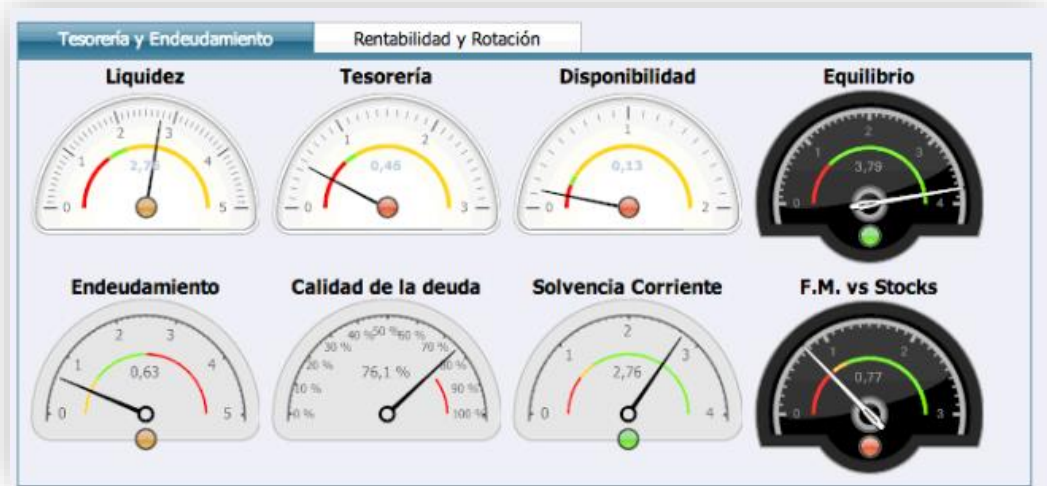 Tesorería y Endeudamiento Rentabilidad y Rotación
Liquidez Tesorería Disponibilidad Equilibrio
0 1 2 3 4 5
0 1 2 3
0,46
0 1 2
0,13
0 1 2 3 4
3,79
Endeudamiento Calidad de la deuda Solvencia Corriente F.M. vs Stocks
0 1 2 3 4 5
0,63
0 % 10 % 20 % 30 % 40 % 50 % 60 % 70 % 80 % 90 % 100 %
76,1 %
0 1 2 3 4
2,76
0 1 2 3
0,77